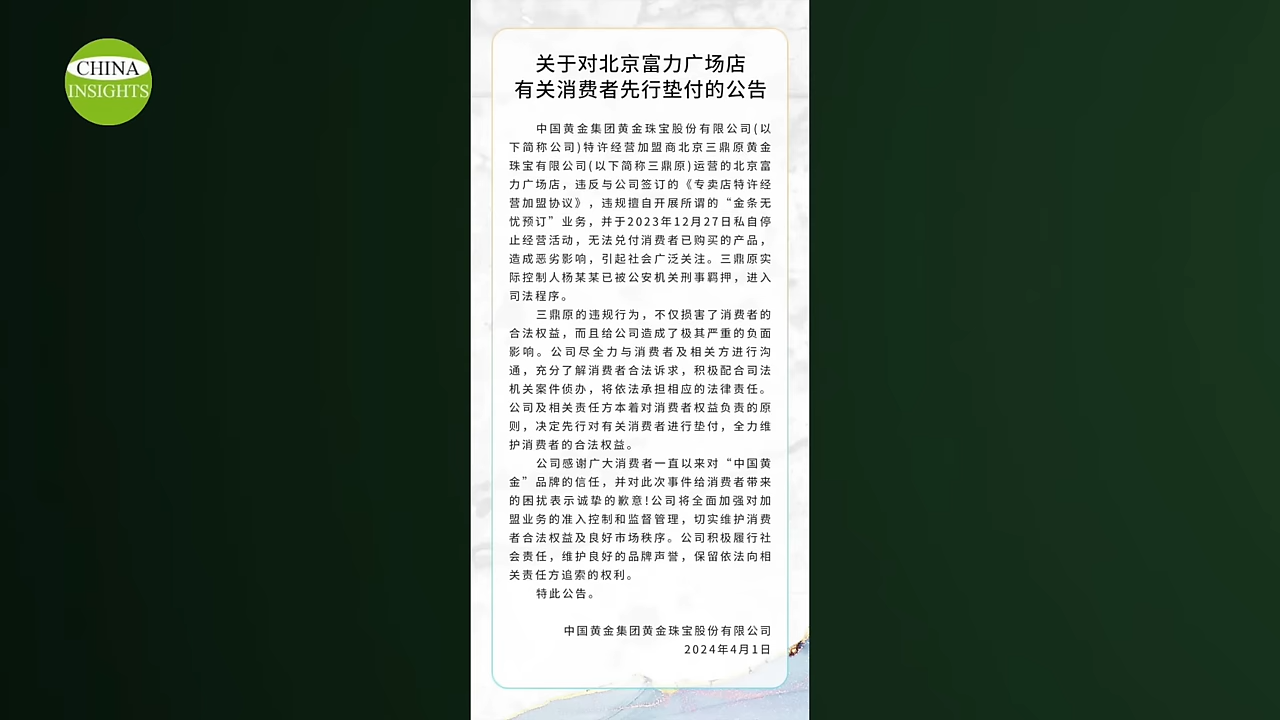 CHINA
INSIGHTS
关于对北京富力广场店
有关消费者先行垫付的公告
中国黄金集团黄金珠宝股份有限公司(以
下简称公司)特许经营加盟商北京三鼎原黄金
珠宝有限公司(以下简称三鼎原)运营的北京富
力广场店，违反与公司签订的《专卖店特许经
营加盟协议》，违规擅自开展所谓的“金条无
忧预订”业务，并于2023年12月27日私自停
止经营活动，无法兑付消费者已购买的产品，
造成恶劣影响，引起社会广泛关注。三鼎原实
际控制人杨某某已被公安机关刑事羁押，进入
司法程序。
三鼎原的违规行为，不仅损害了消费者的
合法权益，而且给公司造成了极其严重的负面
影响。公司尽全力与消费者及相关方进行沟
通，充分了解消费者合法诉求，积极配合司法
机关案件侦办，将依法承担相应的法律责任。
公司及相关责任方本着对消费者权益负责的原
则，决定先行对有关消费者进行垫付，全力维
护消费者的合法权益。
公司感谢广大消费者一直以来对“中国黄
金”品牌的信任，并对此次事件给消费者带来
的困扰表示诚挚的歉意!公司将全面加强对加
盟业务的准入控制和监督管理，切实维护消费
者合法权益及良好市场秩序。公司积极履行社
会责任，维护良好的品牌声誉，保留依法向相
关责任方追索的权利。
特此公告。
中国黄金集团黄金珠宝股份有限公司
2024年4月1日